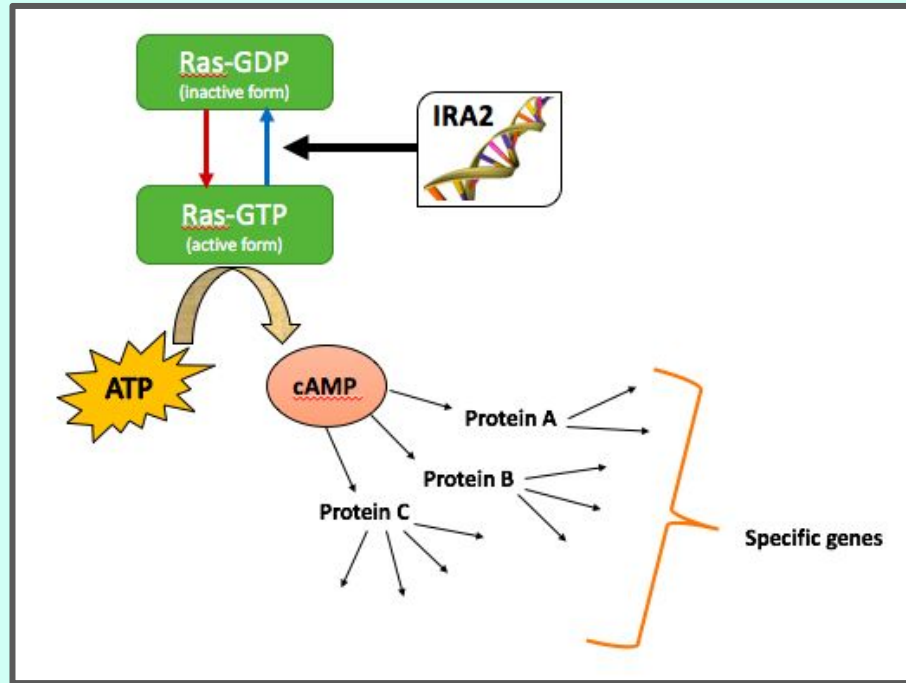 Ras-GDP
(inactive form)
IRA2
Ras-GTP
(active form)
ATP
cAMP
Protein A
Protein B
Protein C
Specific genes